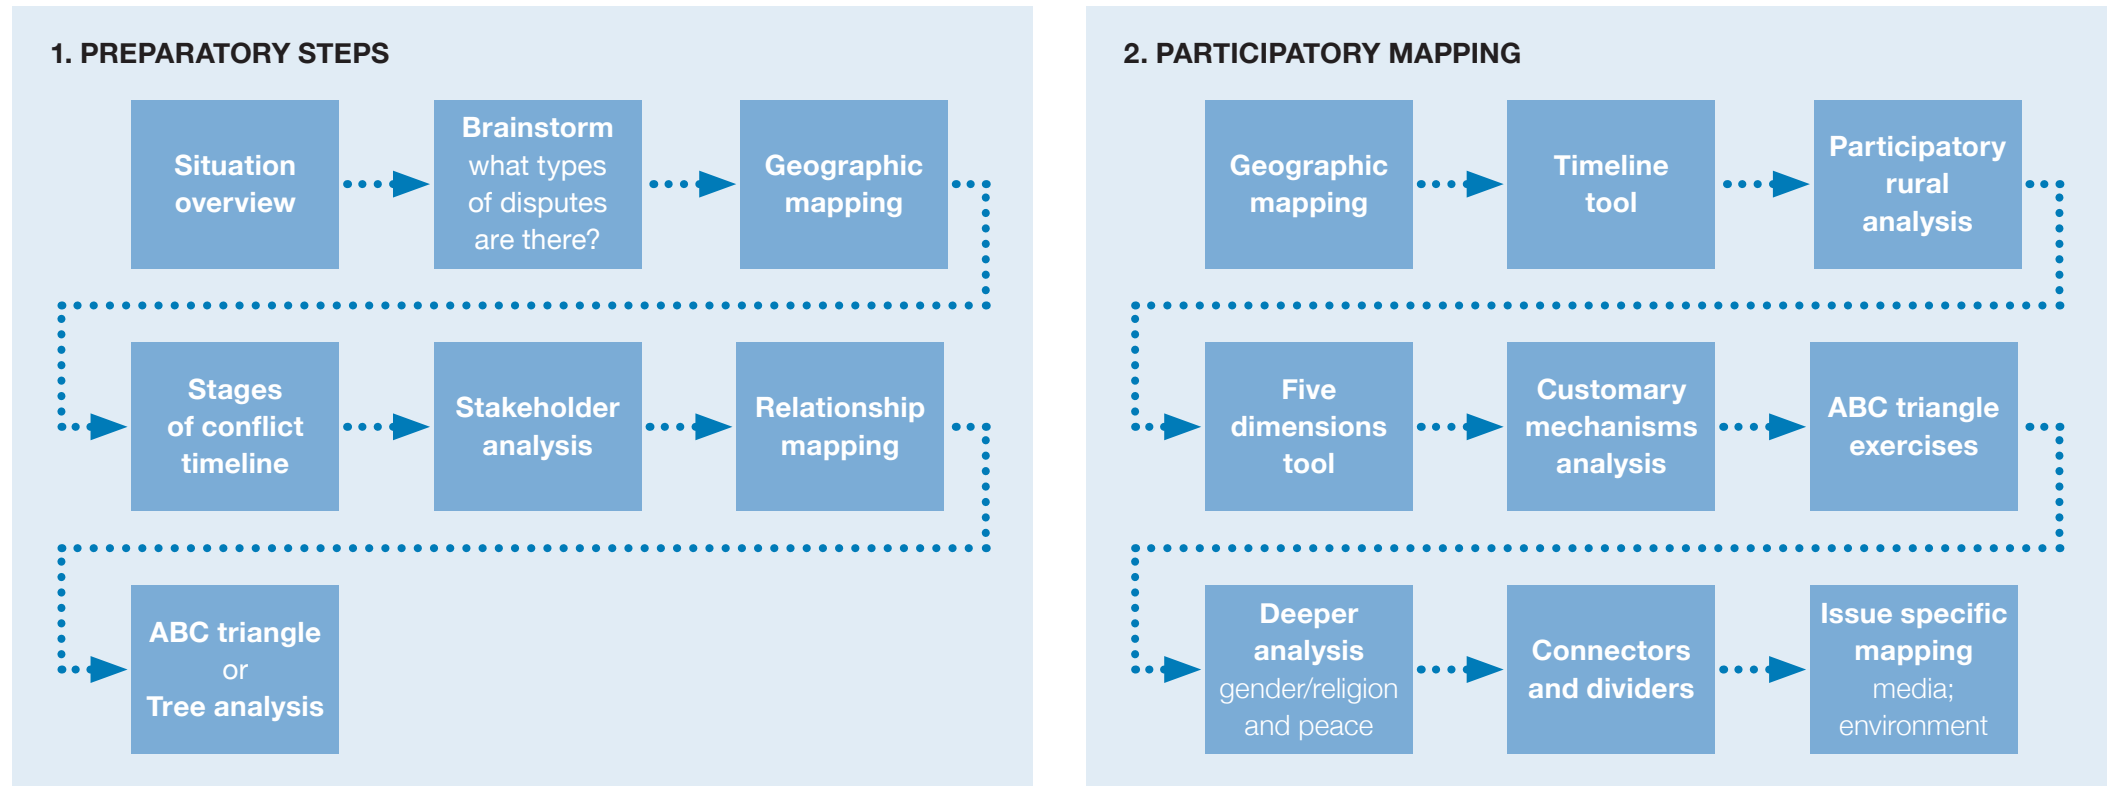 1. PREPARATORY STEPS
Situation
overview
Brainstorm
what types
of disputes
are there?
Geographic
mapping
Stages
of conflict
timeline
Stakeholder
analysis
Relationship
mapping
ABC triangle
or
Tree analysis
2. PARTICIPATORY MAPPING
Geographic
mapping
Timeline
tool
Participatory
rural
analysis
Five
dimensions
tool
Customary
mechanisms
analysis
ABC triangle
exercises
Deeper
analysis
gender/religion
and peace
Connectors
and dividers
Issue specific
mapping
media;
environment